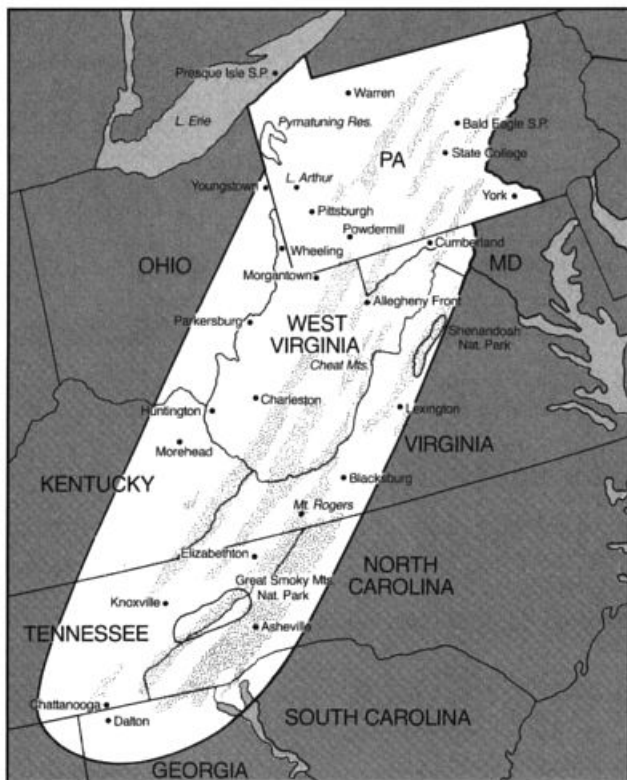 Presque Isle S.P.
Warren
L. Erie
Pymatuning Res.
Bald Eagle S.P.
PA
State College
Youngstown
L. Arthur
York
Pittsburgh
Powdermill
Cumberland
Wheeling
OHIO
MD
Morgantown
Allegheny Front
Parkersburg
WEST
VIRGINIA
Shenandosh
Nat. Park
Cheat Mts.
Charleston
Lexington
Huntington
VIRGINIA
Morehead
KENTUCKY
Blacksburg
Mt. Rogers
Elizabethton
NORTH
CAROLINA
Great Smoky Mts.
Nat. Park
Knoxville
TENNESSEE
Asheville
Chattanooga
SOUTH CAROLINA
Dalton
GEORGIA